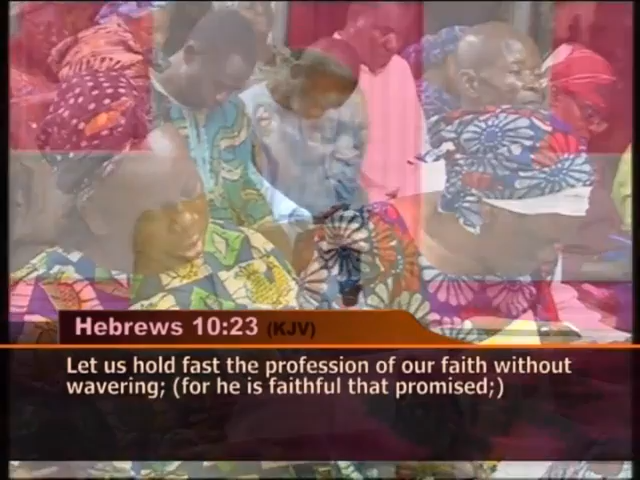 Hebrews 10:23 (KJV)
Let us hold fast the profession of our faith without
wavering; (for he is faithful that promised;)